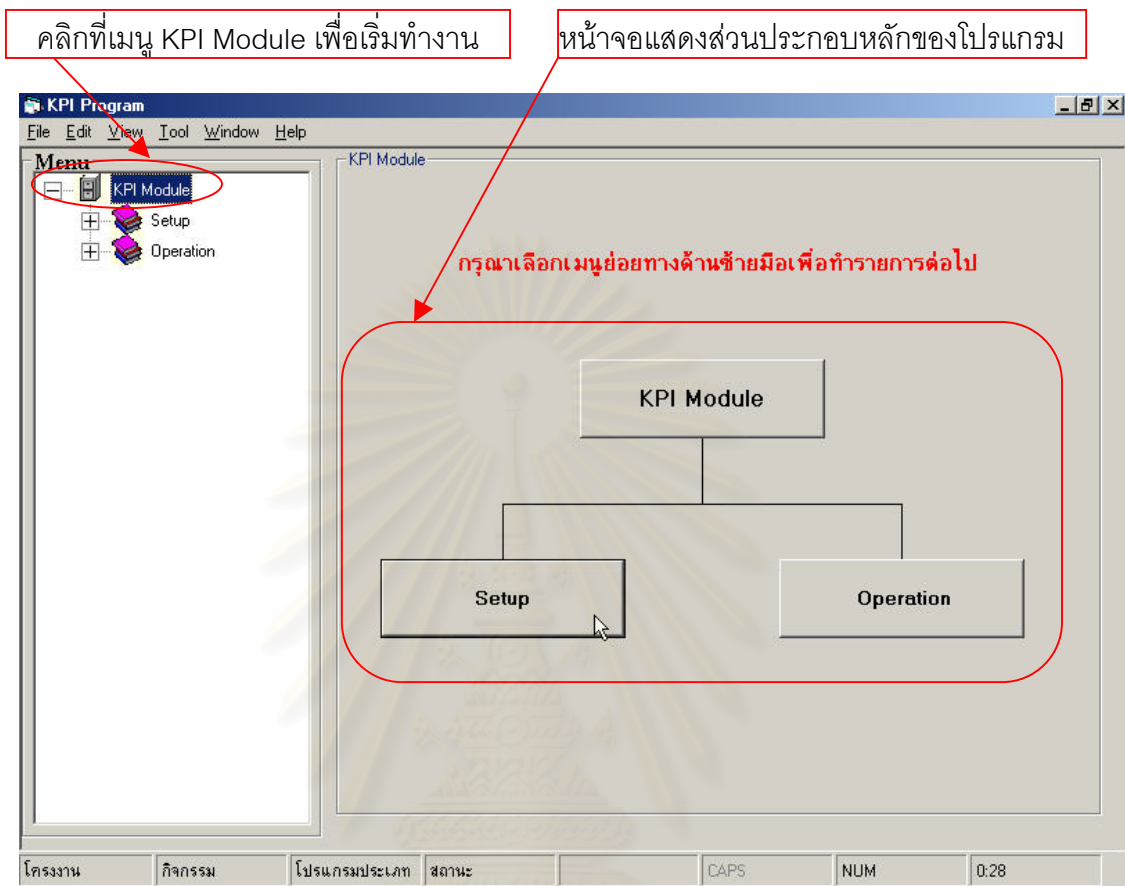 คลิกที่เมนู KPI Module เพื่อเริ่มทำงาน
หน้าจอแสดงส่วนประกอบหลักของโปรแกรม
KPI Program
File Edit View Tool Window Help
Menu
KPI Module
Setup
Operation
KPI Module
กรุณาเลือกเมนูย่อยทางด้านซ้ายมือเพื่อทำรายการต่อไป
KPI Module
Setup
Operation
โครงงาน กิจกรรม โปรแกรมประเภท สถานะ CAPS NUM 0:28